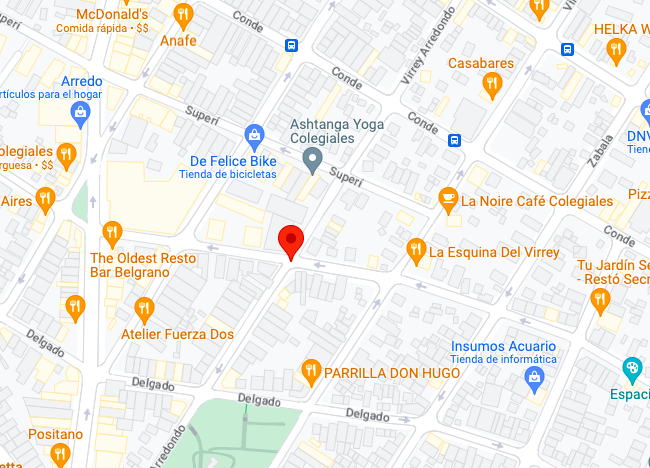 McDonald's
Comida rápida • $$
Anafe
Conde
Virrey Arredondo
HELKA W
Casabares
Arredo
rtículos para el hogar
Superí
Ashtanga Yoga
Colegiales
Conde
Conde
DNV
Tiend
De Felice Bike
Tienda de bicicletas
olegiales
rguesa • $$
Superí
Zabala
Aires
La Noire Café Colegiales
Pizz
Conde
The Oldest Resto
Bar Belgrano
La Esquina Del Virrey
Tu Jardín Se
- Restó Secr
Atelier Fuerza Dos
Delgado
Insumos Acuario
Tienda de informática
PARRILLA DON HUGO
Delgado
Delgado
Delgado
Espaci
Positano
Arredondo
etta